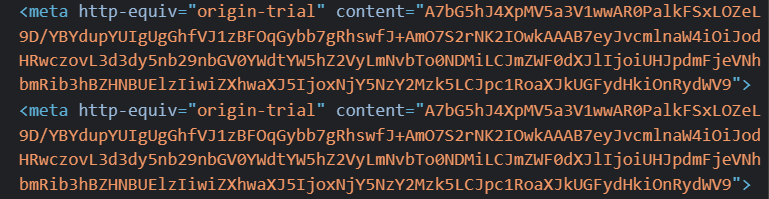 <meta http-equiv="origin-trial" content="A7bG5hJ4XpMV5a3V1wwAR0PalkFSxLOZeL
9D/YBYdupYUIgUgGhfVJ1zBFOqGybb7gRhswfJ+AmO7S2rNK2IOwkAAAB7eyJvcmlnaW4iOiJod
HRwczovL3d3dy5nb29nbGV0YWdtYW5hZ2VyLmNvbTo0NDMiLCJmZWF0dXJlIjoiUHJpdmFjeVNh
bmRib3hBZHNBUElzIiwiZXhwaXJ5IjoxNjY5NzY2Mzk5LCJpc1RoaXJkUGFydHkiOnRydWV9">
<meta http-equiv="origin-trial" content="A7bG5hJ4XpMV5a3V1wwAR0PalkFSxLOZeL
9D/YBYdupYUIgUgGhfVJ1zBFOqGybb7gRhswfJ+AmO7S2rNK2IOwkAAAB7eyJvcmlnaW4iOiJod
HRwczovL3d3dy5nb29nbGV0YWdtYW5hZ2VyLmNvbTo0NDMiLCJmZWF0dXJlIjoiUHJpdmFjeVNh
bmRib3hBZHNBUElzIiwiZXhwaXJ5IjoxNjY5NzY2Mzk5LCJpc1RoaXJkUGFydHkiOnRydWV9">